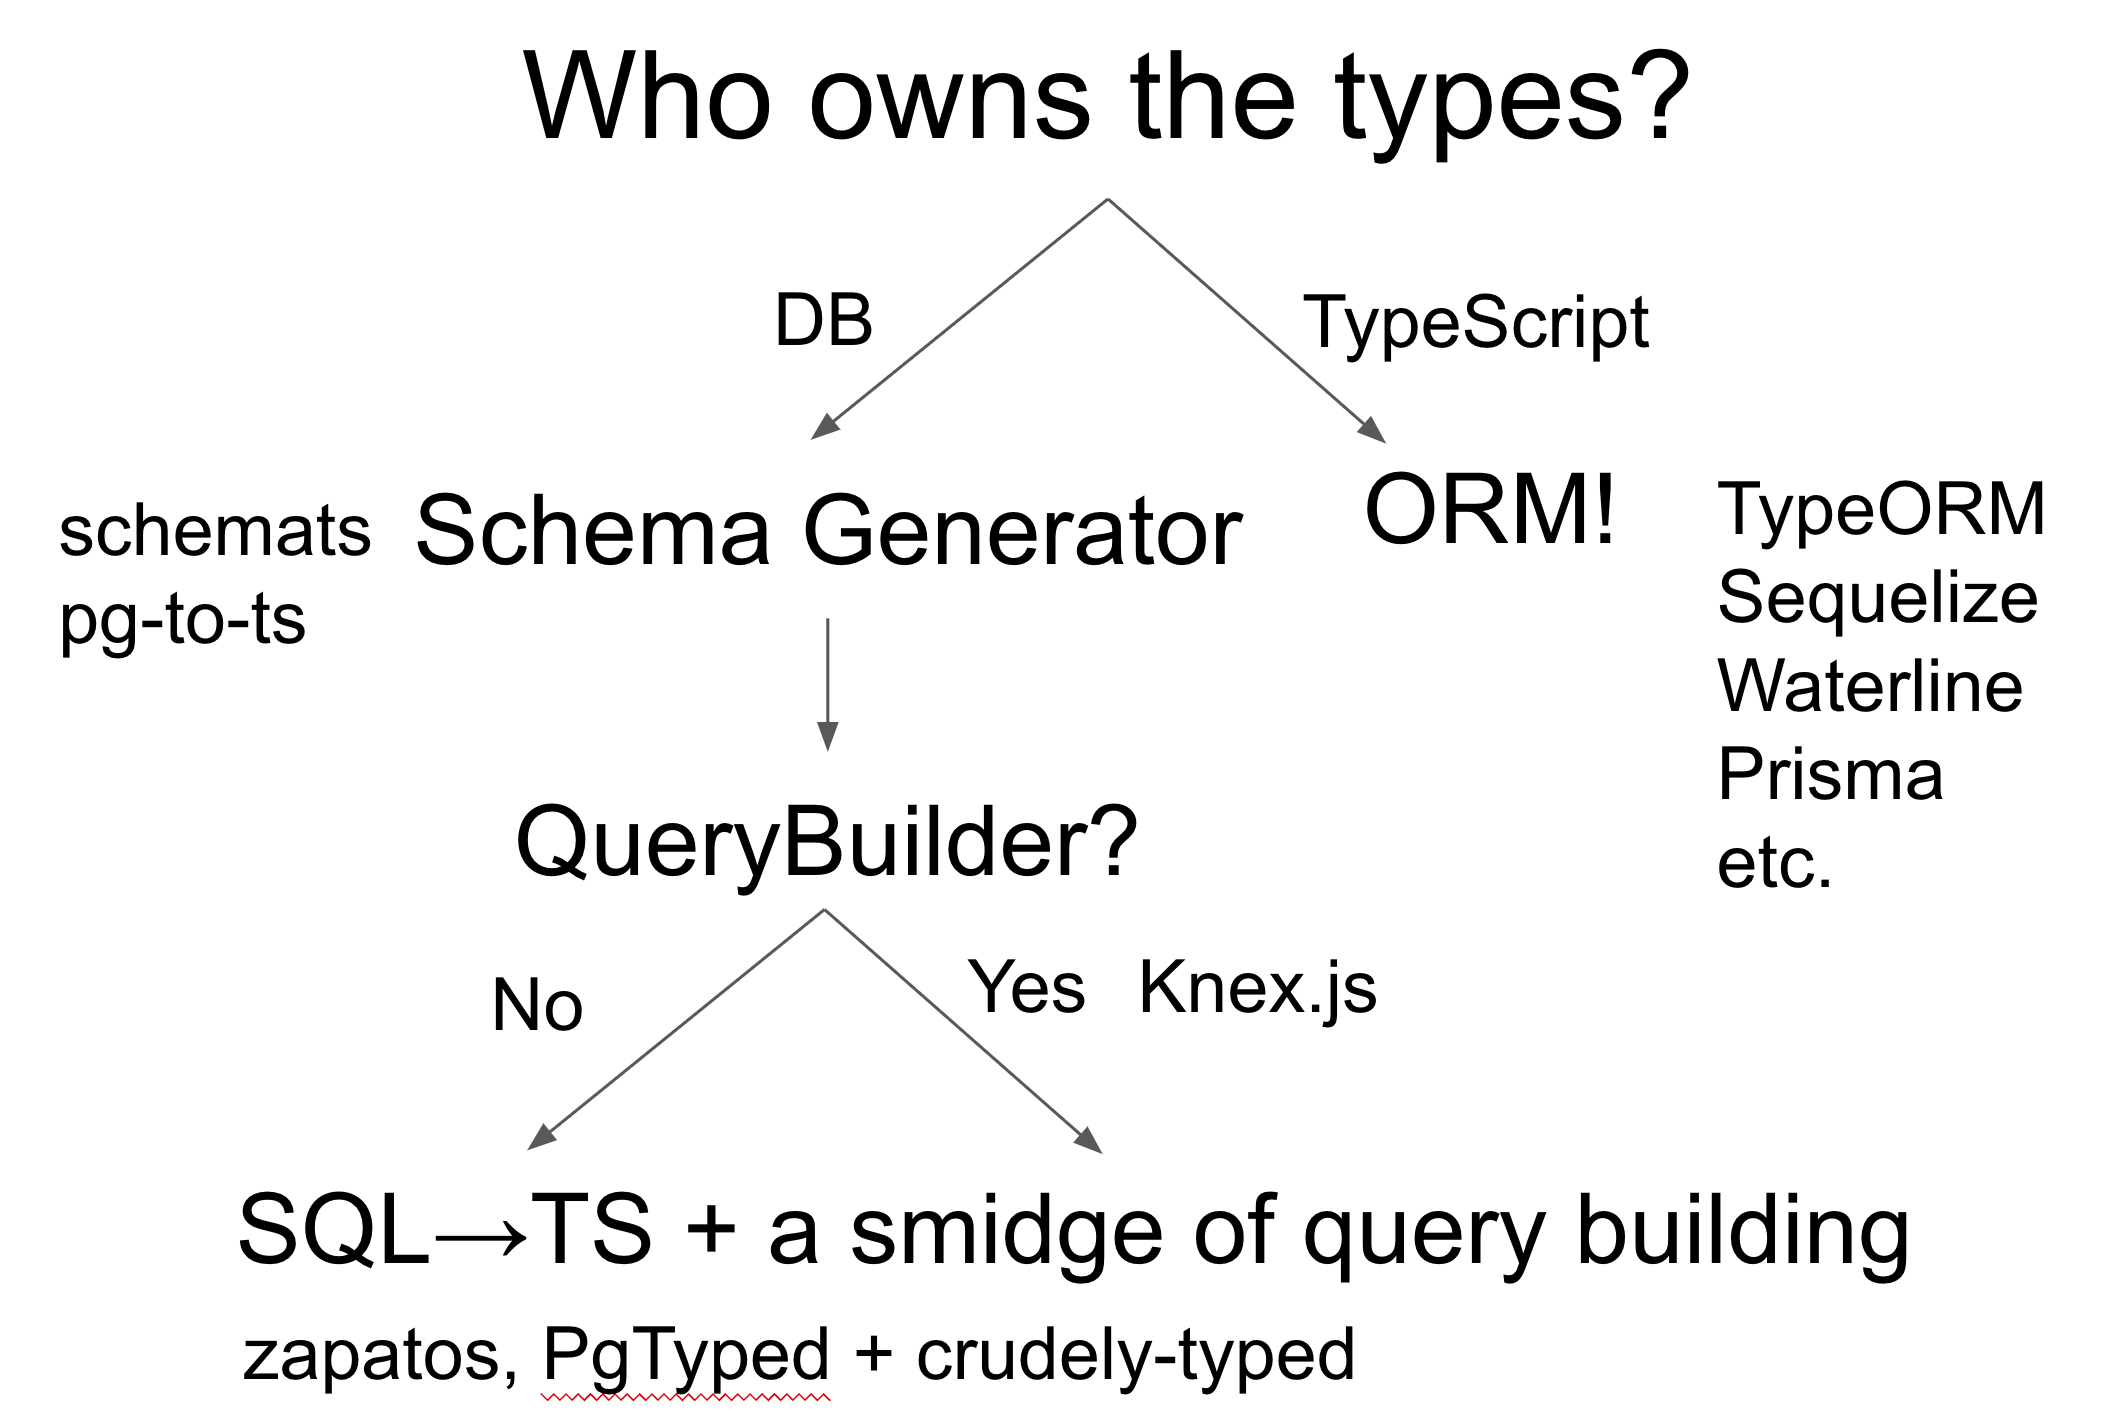 Who owns the types?
DB
TypeScript
schemats
pg-to-ts
Schema Generator
ORM!
TypeORM
Sequelize
Waterline
Prisma
etc.
QueryBuilder?
No
Yes Knex.js
SQL→TS + a smidge of query building
zapatos, PgTyped + crudely-typed